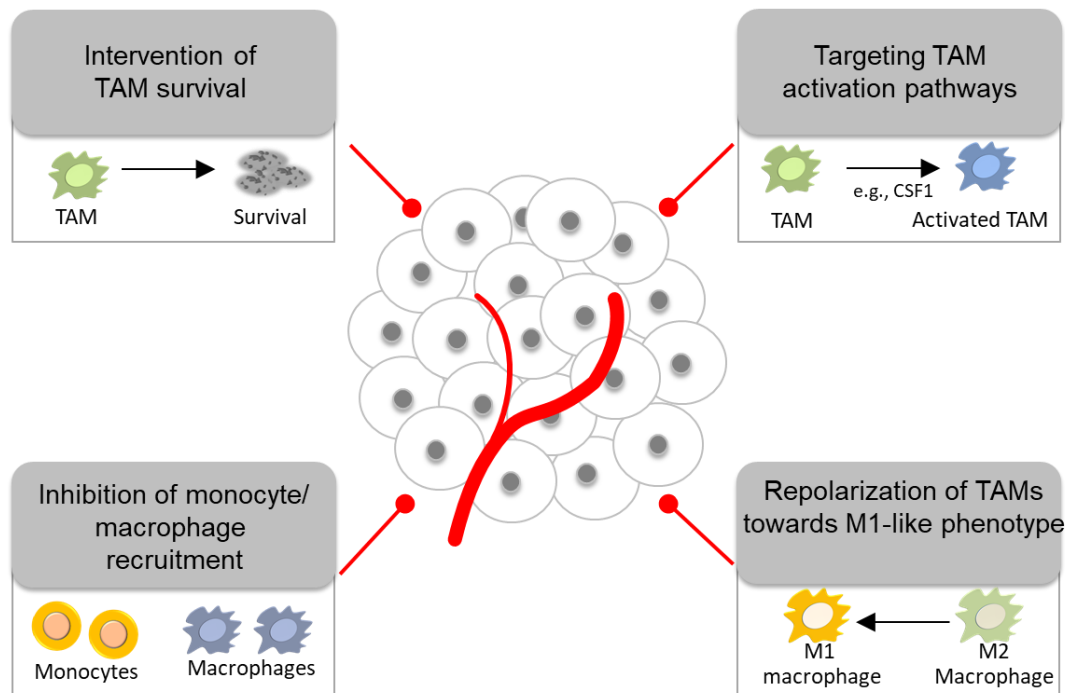 Intervention of
TAM survival
TAM
Survival
Targeting TAM
activation pathways
e.g., CSF1
TAM
Activated TAM
Inhibition of monocyte/
macrophage
recruitment
Monocytes
Macrophages
Repolarization of TAMs
towards M1-like phenotype
M1
macrophage
M2
Macrophage